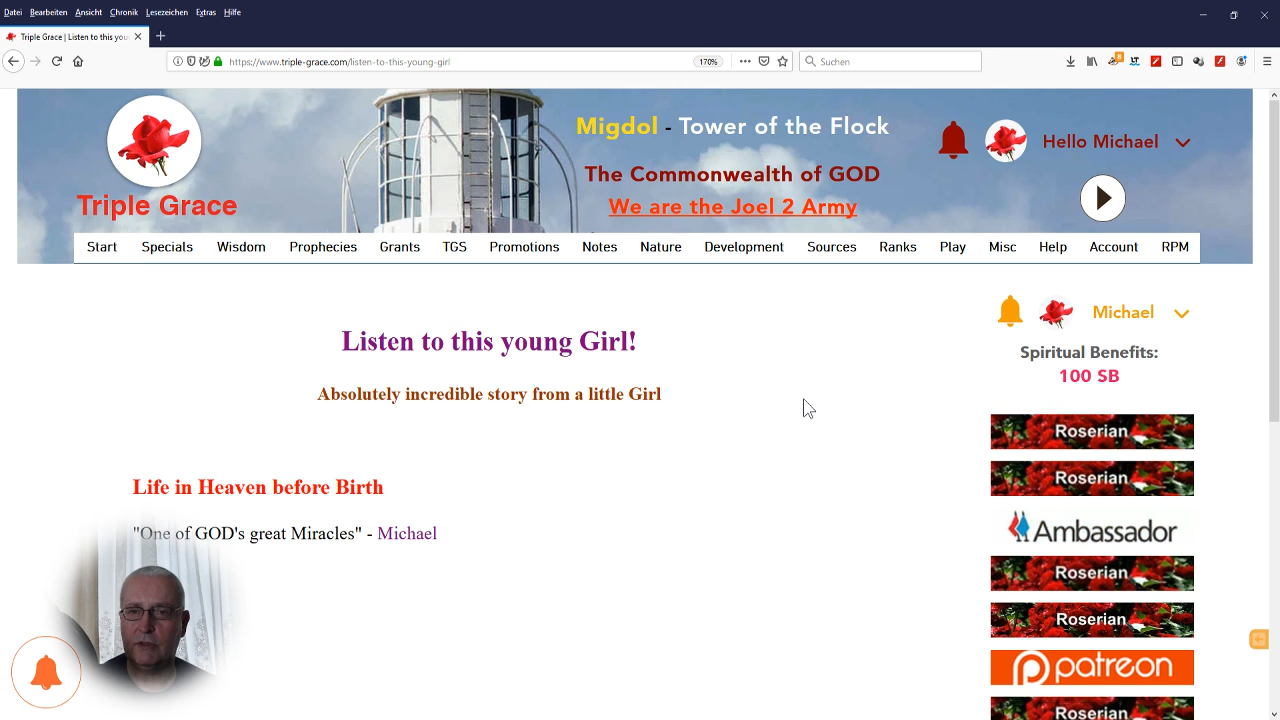 Datei Bearbeiten Ansicht Chronik Lesezeichen Extras Hilfe
Triple Grace | Listen to this you
https://www.triple-grace.com/listen-to-this-young-girl
170%
Suchen
Triple Grace
Migdol - Tower of the Flock
The Commonwealth of GOD
We are the Joel 2 Army
Hello Michael
Start Specials Wisdom Prophecies Grants TGS Promotions Notes Nature Development Sources Ranks Play Misc Help Account RPM
Listen to this young Girl!
Absolutely incredible story from a little Girl
Life in Heaven before Birth
"One of GOD's great Miracles" - Michael
Michael
Spiritual Benefits:
100 SB
Roserian
Roserian
Ambassador
Roserian
Roserian
patreon
Roserian